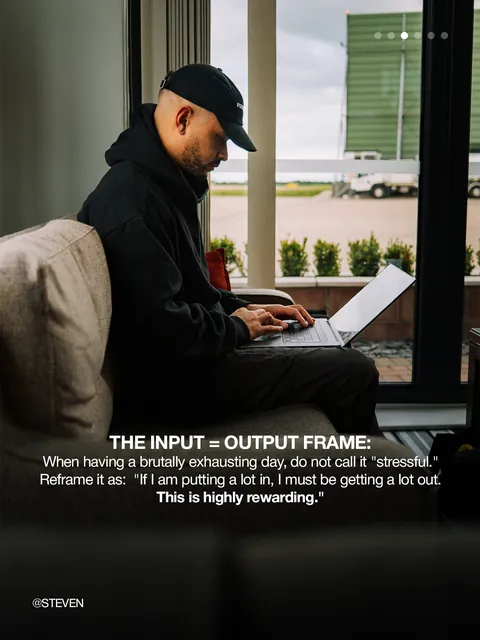 THE INPUT = OUTPUT FRAME:
When having a brutally exhausting day, do not call it "stressful."
Reframe it as:  "If I am putting a lot in, I must be getting a lot out.
This is highly rewarding."
@STEVEN